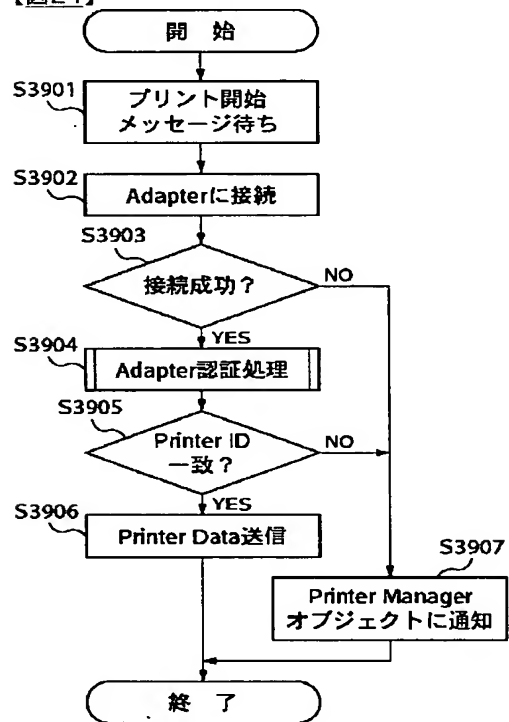 開 始
S3901
プリント開始
メッセージ待ち
S3902
Adapterに接続
S3903
接続成功？
NO
YES
S3904
Adapter認証処理
S3905
Printer ID
一致？
NO
YES
S3906
Printer Data送信
S3907
Printer Manager
オブジェクトに通知
終 了